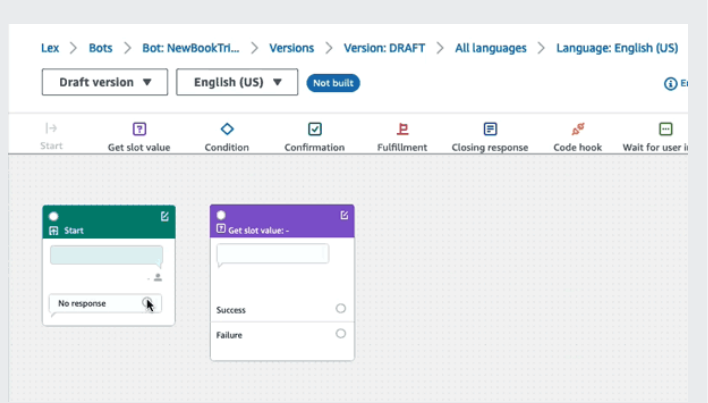 Lex > Bots > Bot: NewBookTri... > Versions > Version: DRAFT > All languages > Language: English (US)
Draft version ▼ English (US) ▼ Not built
Start Get slot value Condition Confirmation Fulfillment Closing response Code hook Wait for user
Start
Get slot value: -
-
No response
Success
Failure